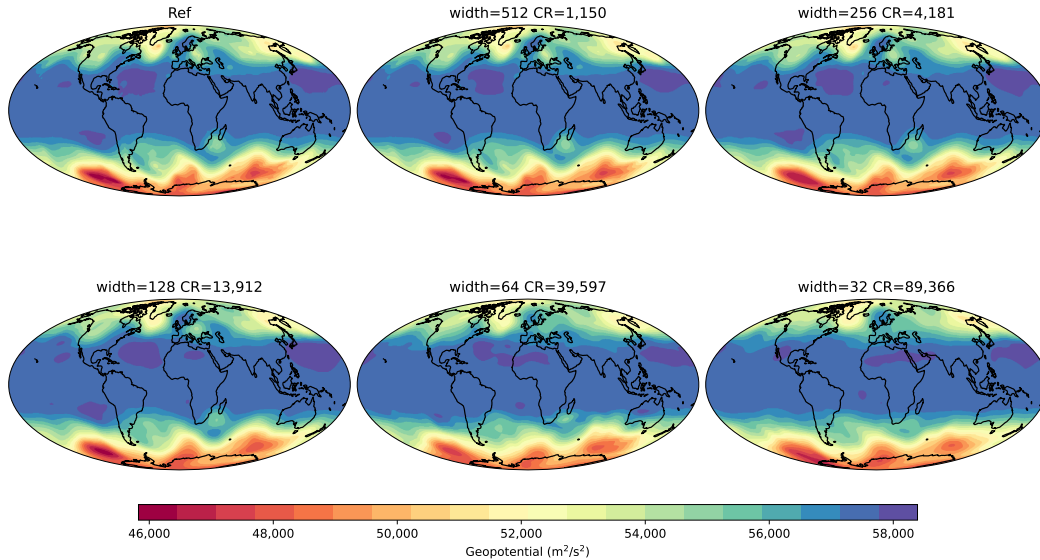 Ref
width=512 CR=1,150
width=256 CR=4,181
width=128 CR=13,912
width=64 CR=39,597
width=32 CR=89,366
46,000 48,000 50,000 52,000 54,000 56,000 58,000
Geopotential (m²/s²)